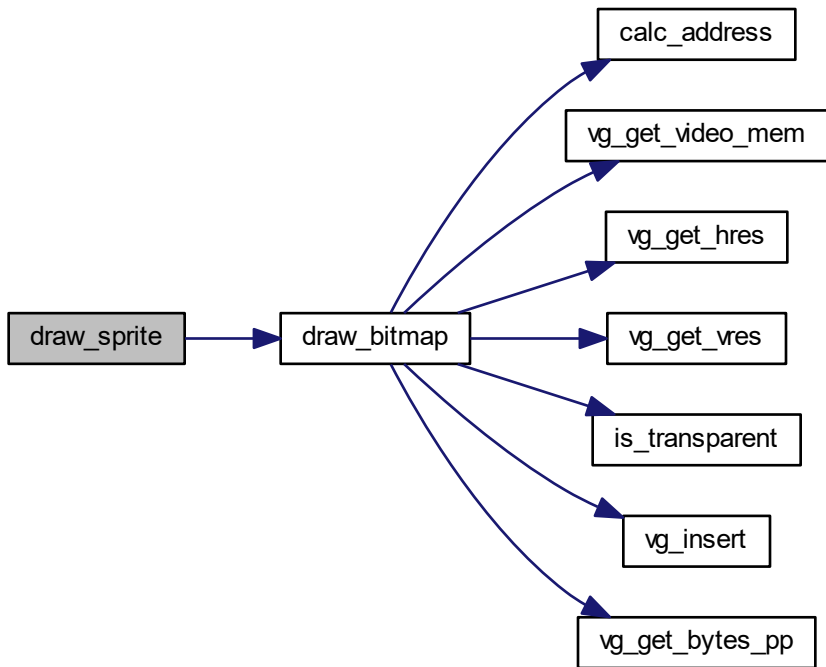 calc_address
vg_get_video_mem
vg_get_hres
draw_sprite
draw_bitmap
vg_get_vres
is_transparent
vg_insert
vg_get_bytes_pp